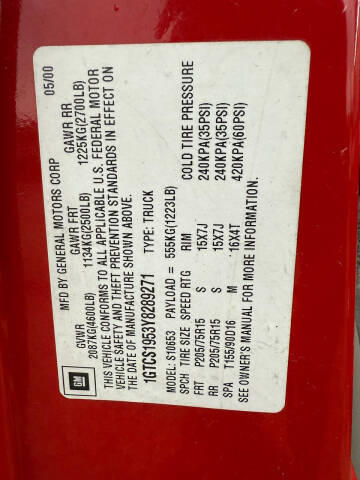 MFD BY GENERAL MOTORS CORP 05/00
GVWR GAWR FRT GAWR RR
2087KG(4600LB) 1134KG(2500LB) 1225KG(2700LB)
THIS VEHICLE CONFORMS TO ALL APPLICABLE U.S. FEDERAL MOTOR
VEHICLE SAFETY AND THEFT PREVENTION STANDARDS IN EFFECT ON
THE DATE OF MANUFACTURE SHOWN ABOVE.
1GTCS1953Y8289271 TYPE: TRUCK
MODEL: S10653 PAYLOAD = 555KG(1223LB)
SPCH TIRE SIZE SPEED RTG RIM COLD TIRE PRESSURE
FRT P205/75R15 S 15X7J 240KPA(35PSI)
RR P205/75R15 S 15X7J 240KPA(35PSI)
SPA T155/90D16 M 16X4T 420KPA(60PSI)
SEE OWNER'S MANUAL FOR MORE INFORMATION.
GM